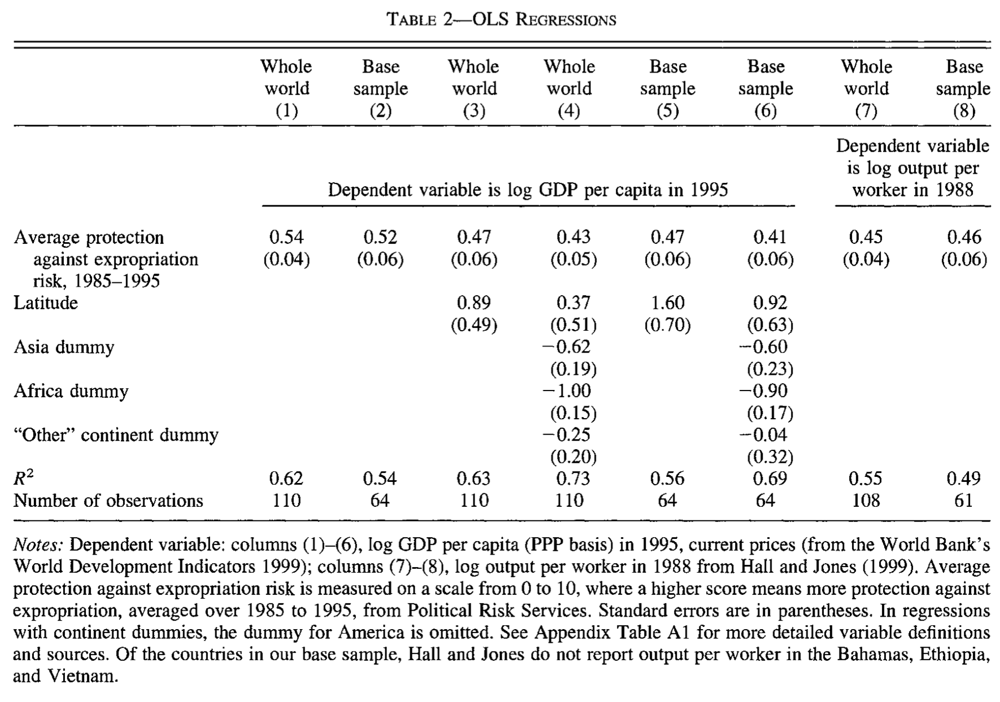 TABLE 2—OLS REGRESSIONS
Whole world (1) Base sample (2) Whole world (3) Whole world (4) Base sample (5) Base sample (6) Whole world (7) Base sample (8)
Dependent variable is log GDP per capita in 1995
Dependent variable
is log output per
worker in 1988
Average protection 0.54 0.52 0.47 0.43 0.47 0.41 0.45 0.46
against expropriation (0.04) (0.06) (0.06) (0.05) (0.06) (0.06) (0.04) (0.06)
risk, 1985–1995
Latitude 0.89 0.37 1.60 0.92
(0.49) (0.51) (0.70) (0.63)
Asia dummy −0.62 −0.60
(0.19) (0.23)
Africa dummy −1.00 −0.90
(0.15) (0.17)
“Other” continent dummy −0.25 −0.04
(0.20) (0.32)
R² 0.62 0.54 0.63 0.73 0.56 0.69 0.55 0.49
Number of observations 110 64 110 110 64 64 108 61
Notes: Dependent variable: columns (1)–(6), log GDP per capita (PPP basis) in 1995, current prices (from the World Bank’s
World Development Indicators 1999); columns (7)–(8), log output per worker in 1988 from Hall and Jones (1999). Average
protection against expropriation risk is measured on a scale from 0 to 10, where a higher score means more protection against
expropriation, averaged over 1985 to 1995, from Political Risk Services. Standard errors are in parentheses. In regressions
with continent dummies, the dummy for America is omitted. See Appendix Table A1 for more detailed variable definitions
and sources. Of the countries in our base sample, Hall and Jones do not report output per worker in the Bahamas, Ethiopia,
and Vietnam.